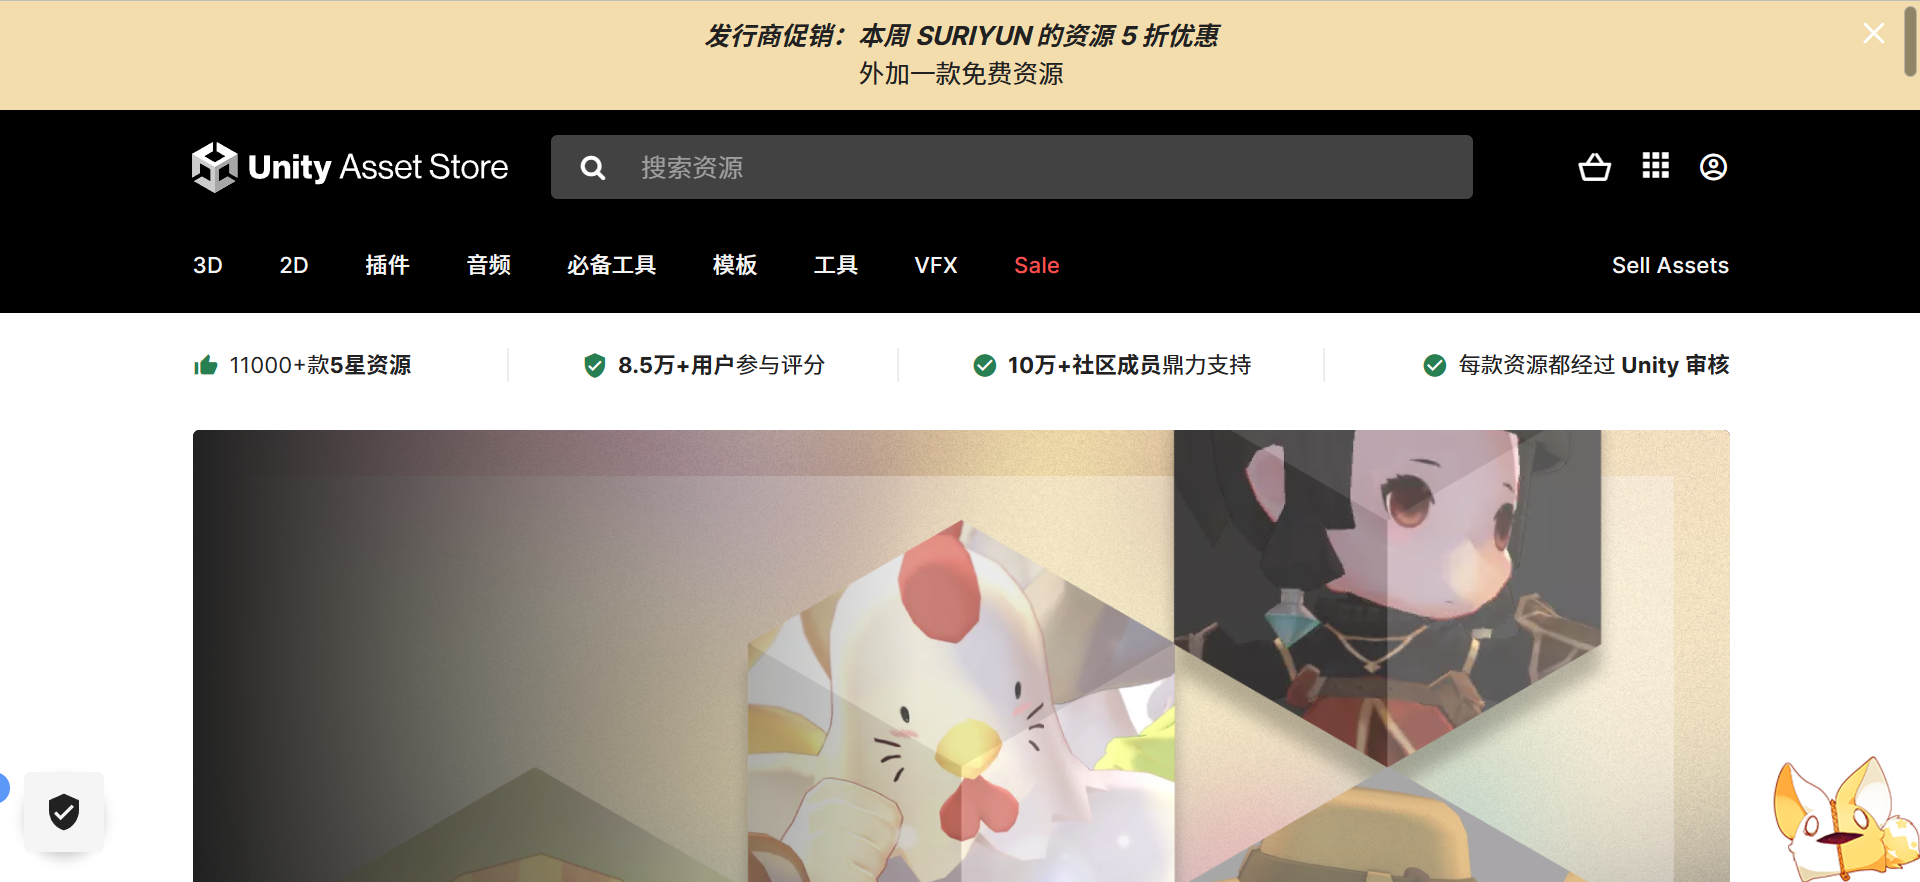 发行商促销：本周 SURIYUN 的资源 5 折优惠
外加一款免费资源
Unity Asset Store
搜索资源
3D 2D 插件 音频 必备工具 模板 工具 VFX Sale Sell Assets
11000+款5星资源 8.5万+用户参与评分 10万+社区成员鼎力支持 每款资源都经过 Unity 审核